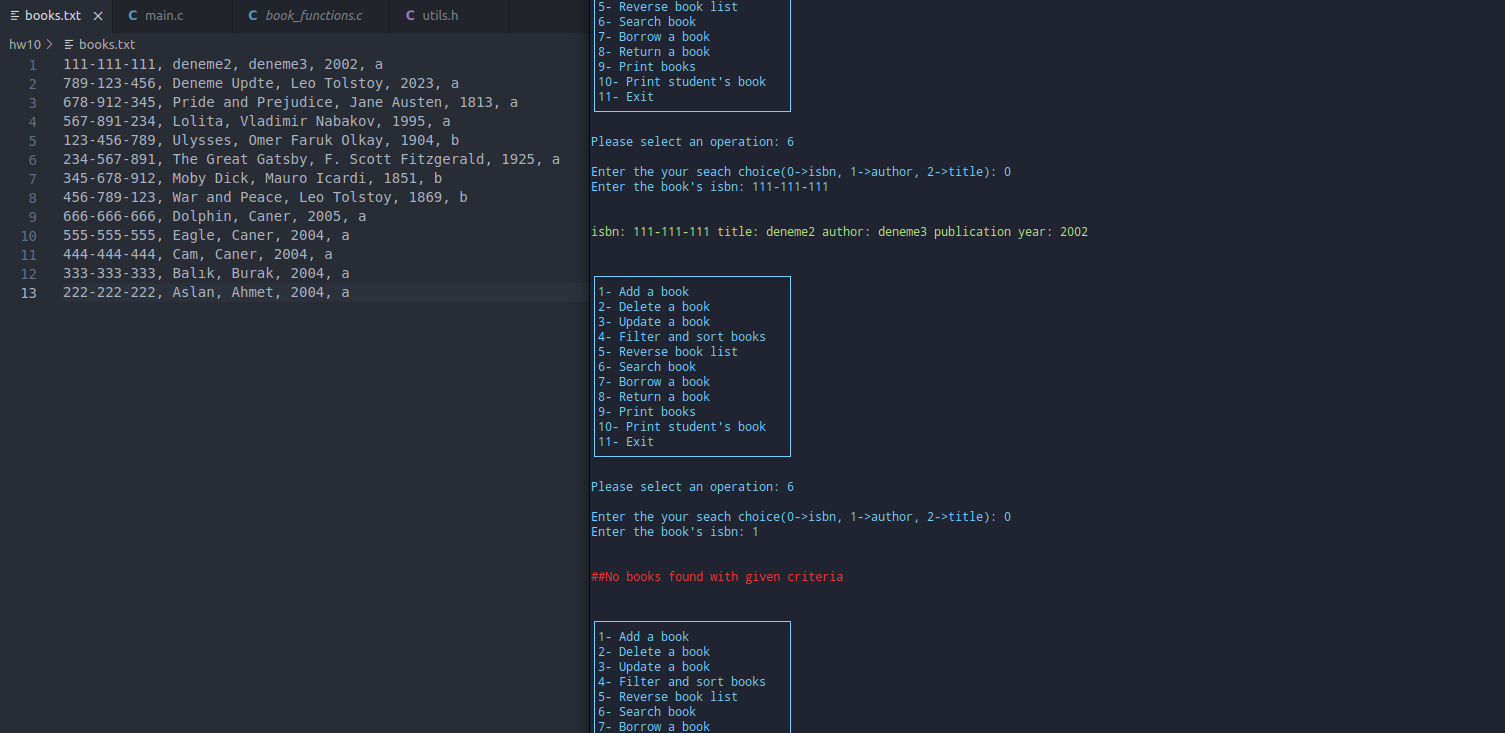 books.txt
main.c
book_functions.c
utils.h
hw10 > books.txt
1 111-111-111, deneme2, deneme3, 2002, a
2 789-123-456, Deneme Updte, Leo Tolstoy, 2023, a
3 678-912-345, Pride and Prejudice, Jane Austen, 1813, a
4 567-891-234, Lolita, Vladimir Nabakov, 1995, a
5 123-456-789, Ulysses, Omer Faruk Olkay, 1904, b
6 234-567-891, The Great Gatsby, F. Scott Fitzgerald, 1925, a
7 345-678-912, Moby Dick, Mauro Icardi, 1851, b
8 456-789-123, War and Peace, Leo Tolstoy, 1869, b
9 666-666-666, Dolphin, Caner, 2005, a
10 555-555-555, Eagle, Caner, 2004, a
11 444-444-444, Cam, Caner, 2004, a
12 333-333-333, Balık, Burak, 2004, a
13 222-222-222, Aslan, Ahmet, 2004, a
5- Reverse book list
6- Search book
7- Borrow a book
8- Return a book
9- Print books
10- Print student's book
11- Exit
Please select an operation: 6
Enter the your seach choice(0->isbn, 1->author, 2->title): 0
Enter the book's isbn: 111-111-111
isbn: 111-111-111 title: deneme2 author: deneme3 publication year: 2002
1- Add a book
2- Delete a book
3- Update a book
4- Filter and sort books
5- Reverse book list
6- Search book
7- Borrow a book
8- Return a book
9- Print books
10- Print student's book
11- Exit
Please select an operation: 6
Enter the your seach choice(0->isbn, 1->author, 2->title): 0
Enter the book's isbn: 1
##No books found with given criteria
1- Add a book
2- Delete a book
3- Update a book
4- Filter and sort books
5- Reverse book list
6- Search book
7- Borrow a book